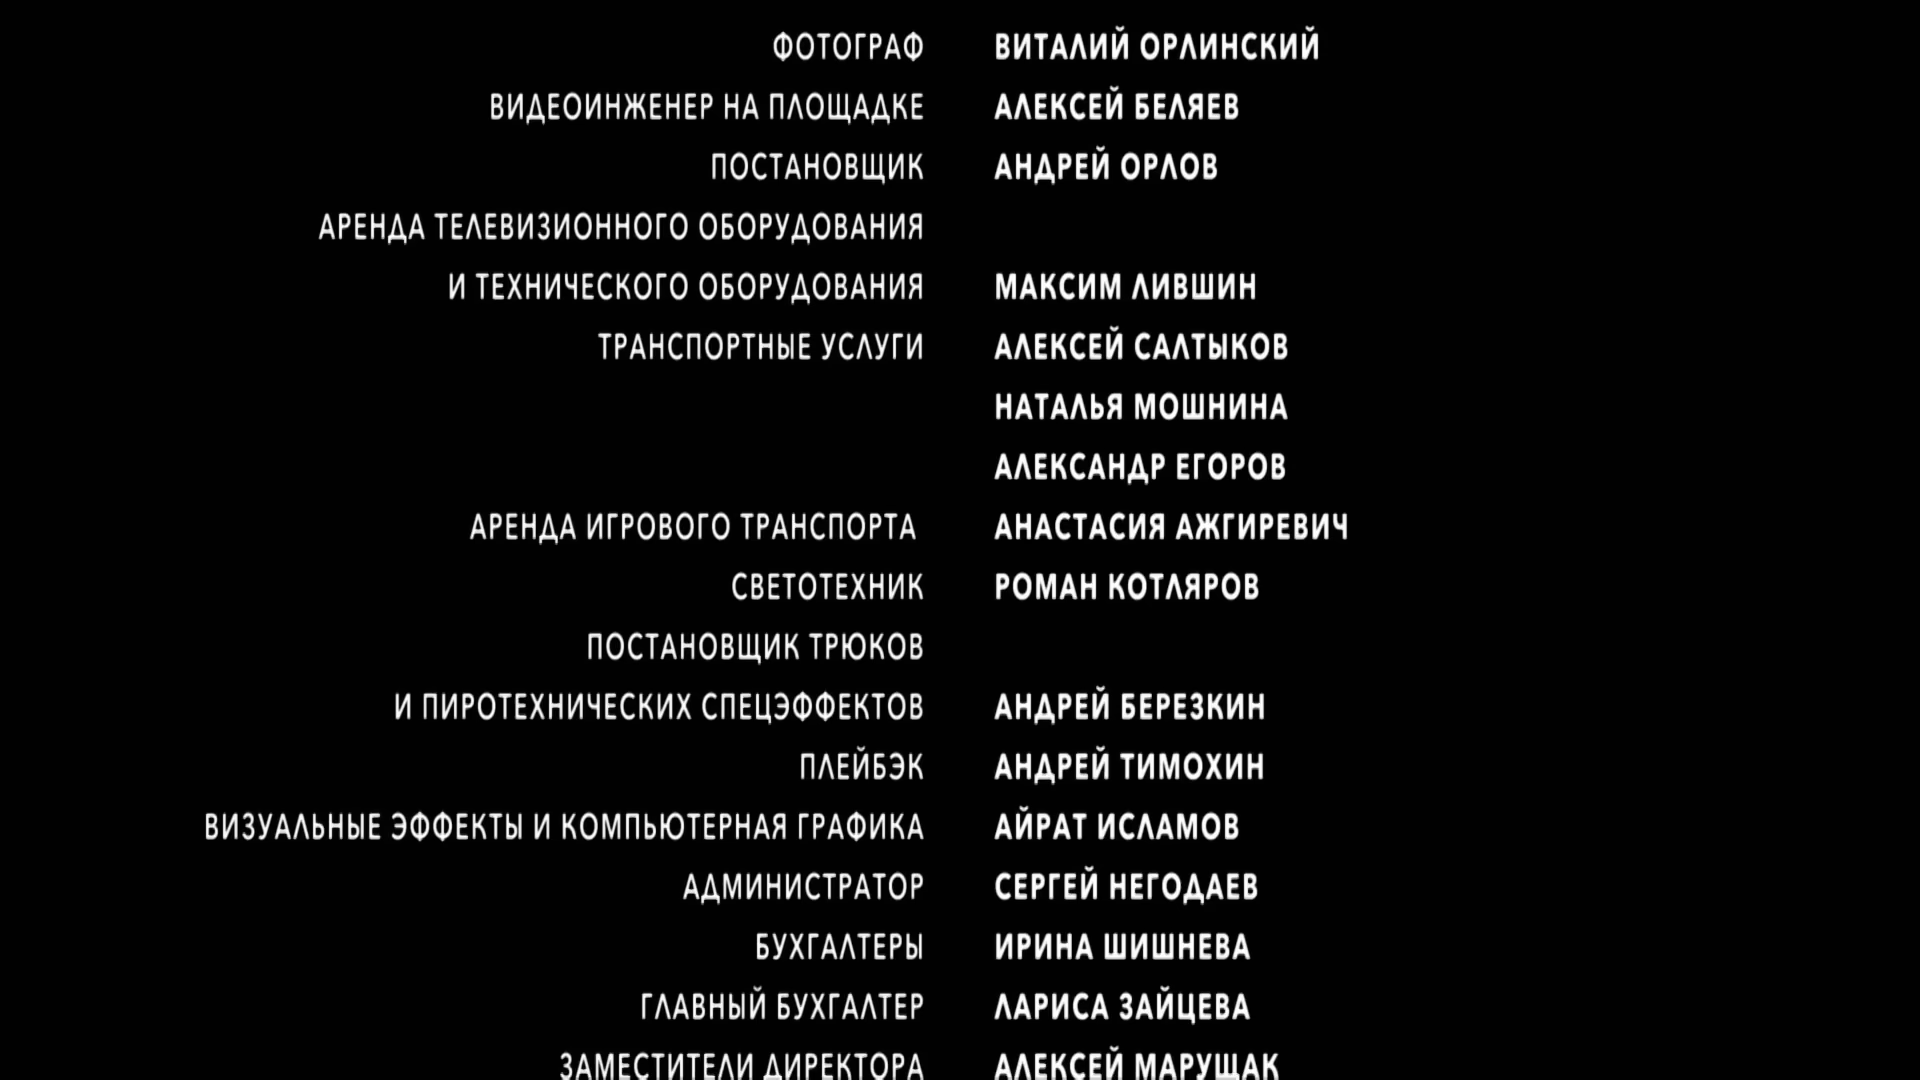 ФОТОГРАФ ВИТАЛИЙ ОРЛИНСКИЙ
ВИДЕОИНЖЕНЕР НА ПЛОЩАДКЕ АЛЕКСЕЙ БЕЛЯЕВ
ПОСТАНОВЩИК АНДРЕЙ ОРЛОВ
АРЕНДА ТЕЛЕВИЗИОННОГО ОБОРУДОВАНИЯ
И ТЕХНИЧЕСКОГО ОБОРУДОВАНИЯ МАКСИМ ЛИВШИН
ТРАНСПОРТНЫЕ УСЛУГИ АЛЕКСЕЙ САЛТЫКОВ
НАТАЛЬЯ МОШНИНА
АЛЕКСАНДР ЕГОРОВ
АРЕНДА ИГРОВОГО ТРАНСПОРТА АНАСТАСИЯ АЖГИРЕВИЧ
СВЕТОТЕХНИК РОМАН КОТЛЯРОВ
ПОСТАНОВЩИК ТРЮКОВ
И ПИРОТЕХНИЧЕСКИХ СПЕЦЭФФЕКТОВ АНДРЕЙ БЕРЕЗКИН
ПЛЕЙБЭК АНДРЕЙ ТИМОХИН
ВИЗУАЛЬНЫЕ ЭФФЕКТЫ И КОМПЬЮТЕРНАЯ ГРАФИКА АЙРАТ ИСЛАМОВ
АДМИНИСТРАТОР СЕРГЕЙ НЕГОДАЕВ
БУХГАЛТЕРЫ ИРИНА ШИШНЕВА
ГЛАВНЫЙ БУХГАЛТЕР ЛАРИСА ЗАЙЦЕВА
ЗАМЕСТИТЕЛИ ДИРЕКТОРА АЛЕКСЕЙ МАРУЩАК